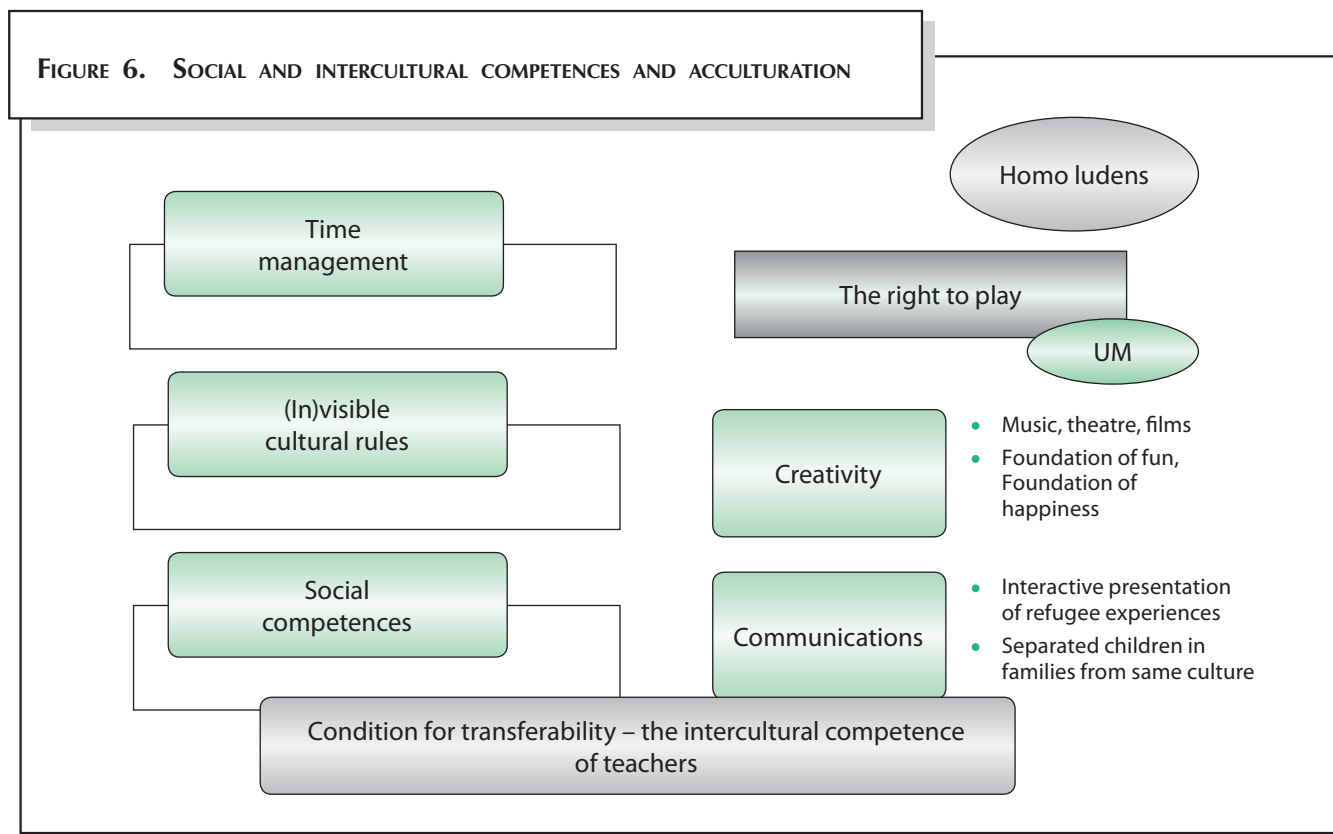 FIGURE 6. SOCIAL AND INTERCULTURAL COMPETENCES AND ACCULTURATION
Homo ludens
Time
management
The right to play
UM
(In)visible
cultural rules
Creativity
• Music, theatre, films
• Foundation of fun,
Foundation of
happiness
Social
competences
Communications
• Interactive presentation
of refugee experiences
• Separated children in
families from same culture
Condition for transferability – the intercultural competence
of teachers